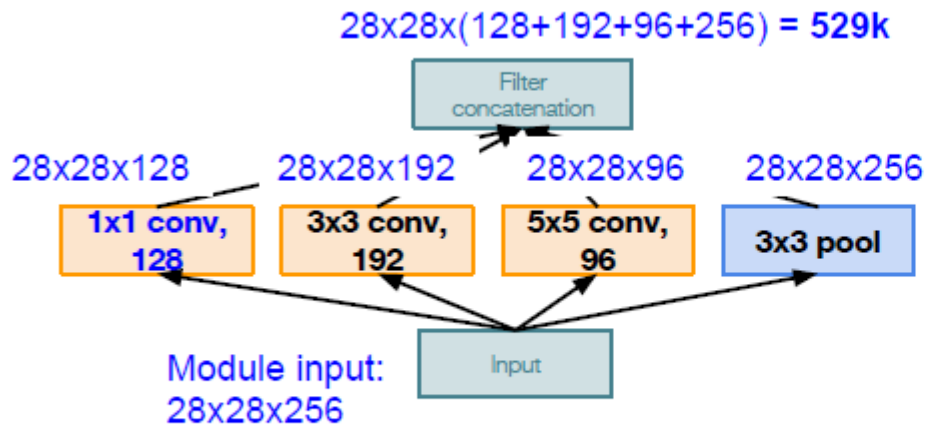 28x28x(128+192+96+256) = 529k
Filter
concatenation
28x28x128
28x28x192
28x28x96
28x28x256
1x1 conv,
128
3x3 conv,
192
5x5 conv,
96
3x3 pool
Module input:
28x28x256
Input